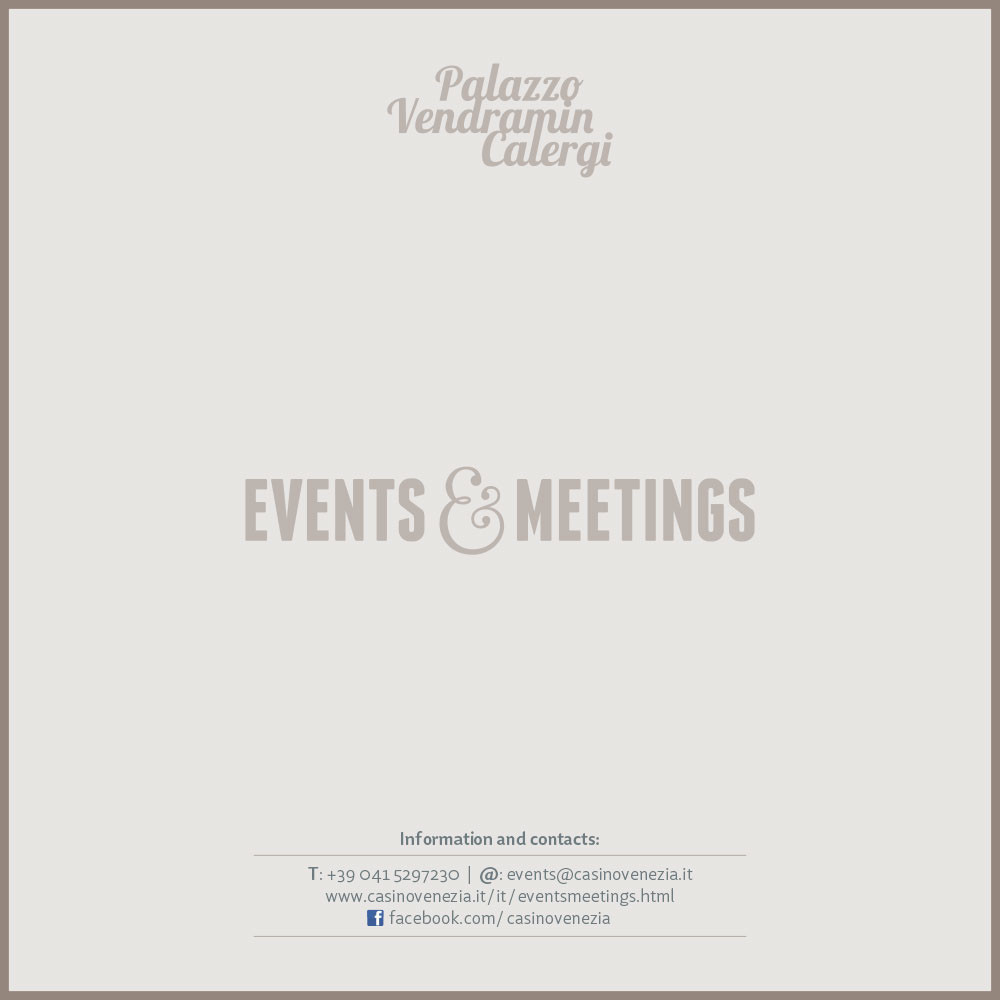 Palazzo
Vendramin
Calergi
EVENTS & MEETINGS
Information and contacts:
T: +39 041 5297230 | @: events@casinovenezia.it
www.casinovenezia.it/it/eventsmeetings.html
facebook.com/casinovenezia